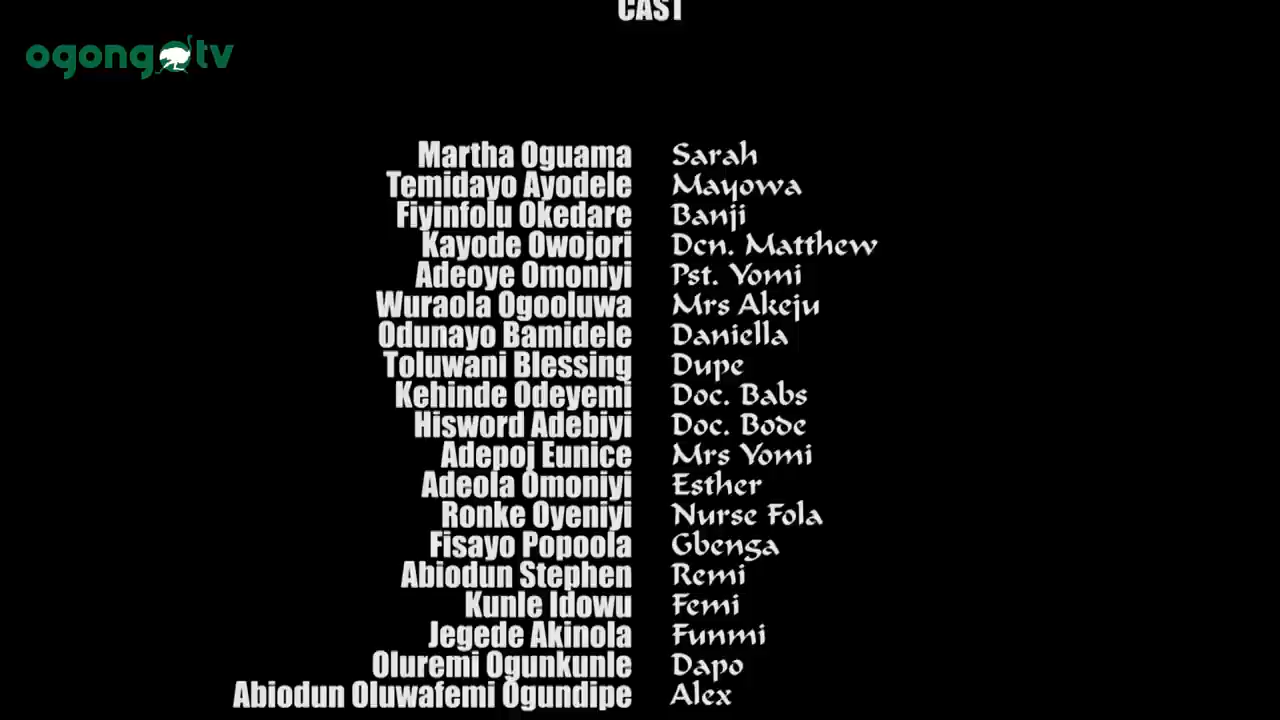 CAST
ogongotv
Martha Oguama Sarah
Temidayo Ayodele Mayowa
Fiyinfolu Okedare Banji
Kayode Owojori Dcn. Matthew
Adeoye Omoniyi Pst. Yomi
Wuraola Ogooluwa Mrs Akeju
Odunayo Bamidele Daniella
Toluwani Blessing Dupe
Kehinde Odeyemi Doc. Babs
Hisword Adebiyi Doc. Bode
Adepoj Eunice Mrs Yomi
Adeola Omoniyi Esther
Ronke Oyeniyi Nurse Fola
Fisayo Popoola Gbenga
Abiodun Stephen Remi
Kunle Idowu Femi
Jegede Akinola Funmi
Oluremi Ogunkunle Dapo
Abiodun Oluwafemi Ogundipe Alex